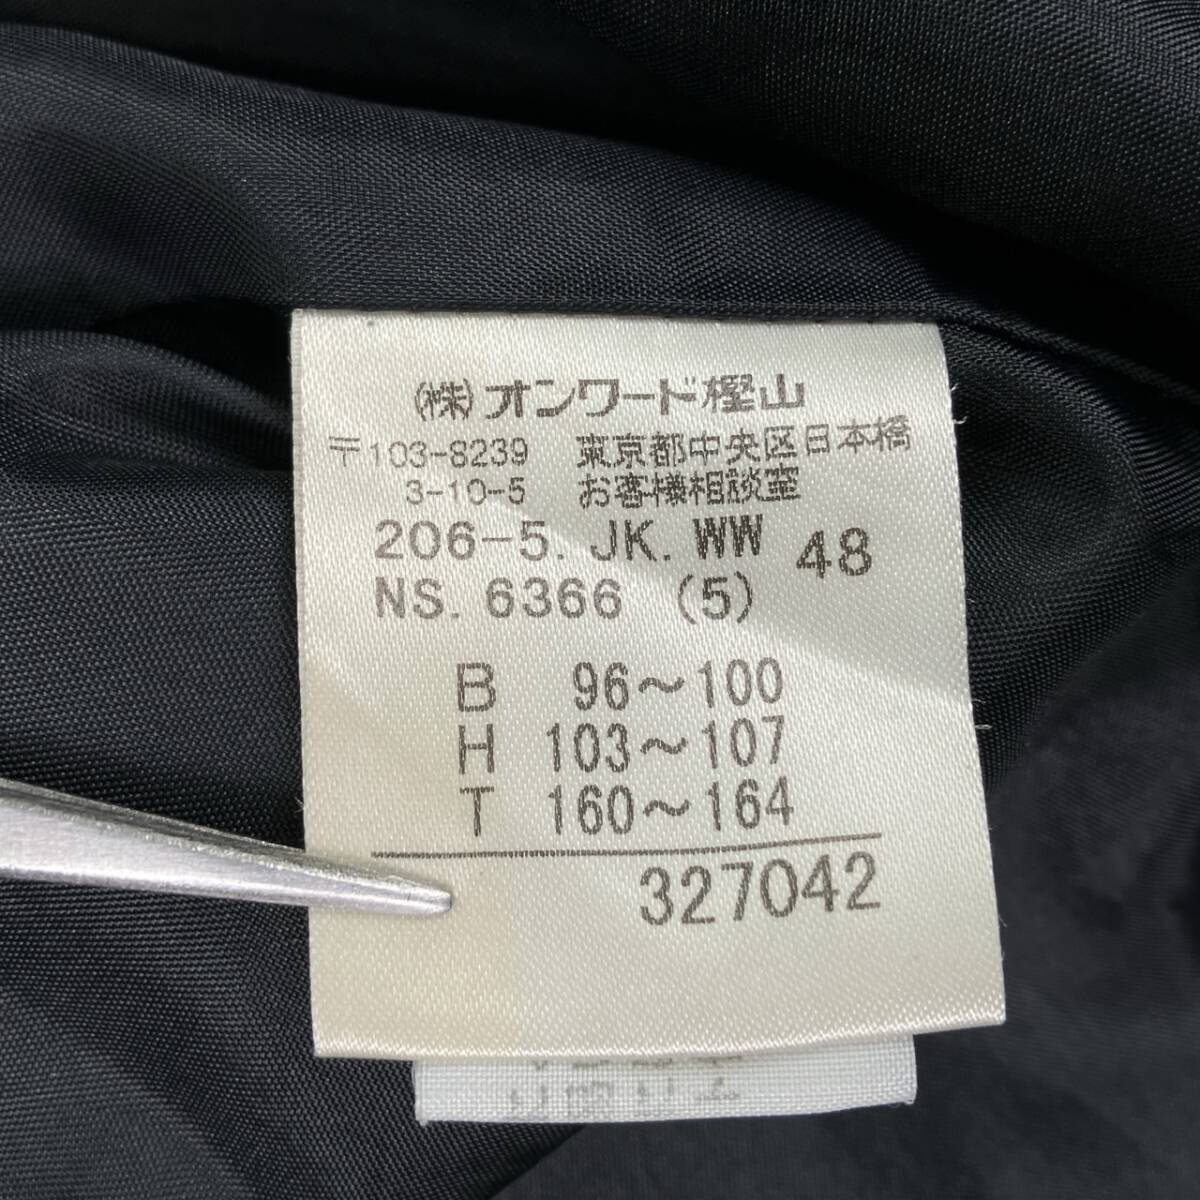 (株)オンワード樫山
〒103-8239 東京都中央区日本橋
3-10-5 お客様相談室
206-5. JK. WW 48
NS. 6366 (5)
B 96～100
H 103～107
T 160～164
327042